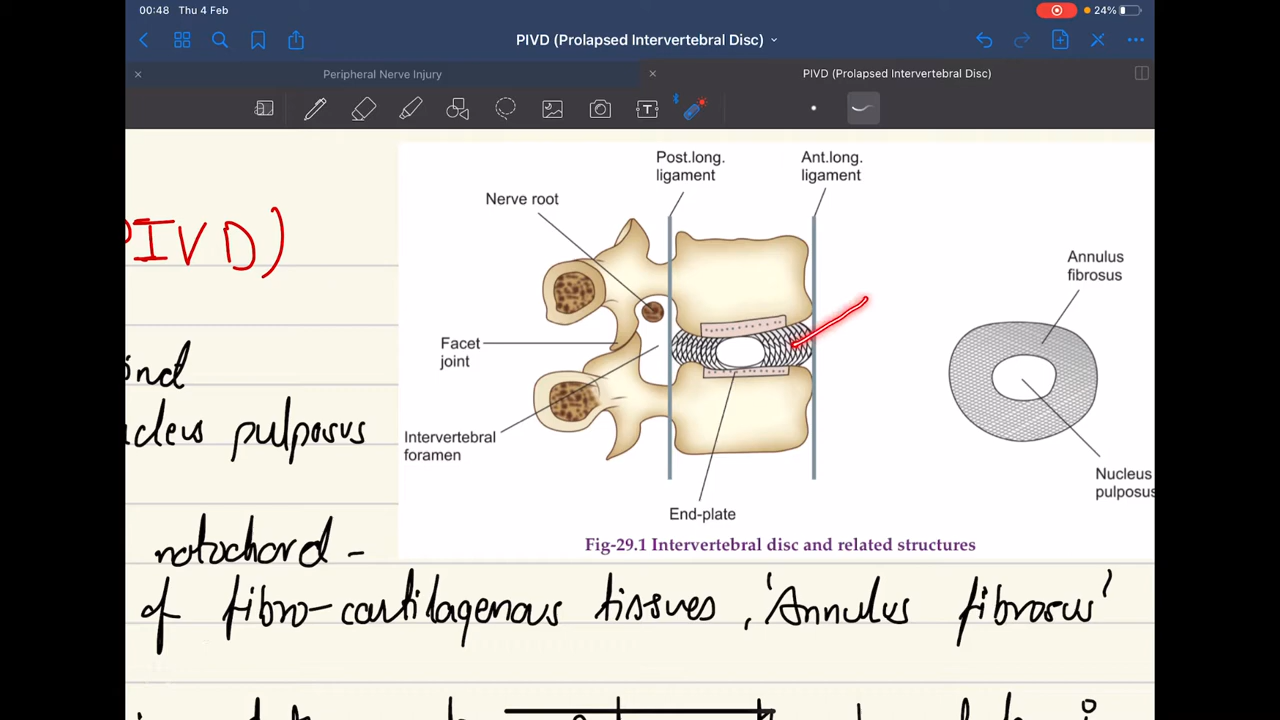 00:48 Thu 4 Feb
24%
PIVD (Prolapsed Intervertebral Disc)
Peripheral Nerve Injury
PIVD (Prolapsed Intervertebral Disc)
PIVD)
pulposus
notochord -
of fibro-cartilagenous tissues, 'Annulus fibrosus'
Post.long.
ligament
Ant.long.
ligament
Nerve root
Annulus
fibrosus
Facet
joint
Intervertebral
foramen
Nucleus
pulposus
End-plate
Fig-29.1 Intervertebral disc and related structures